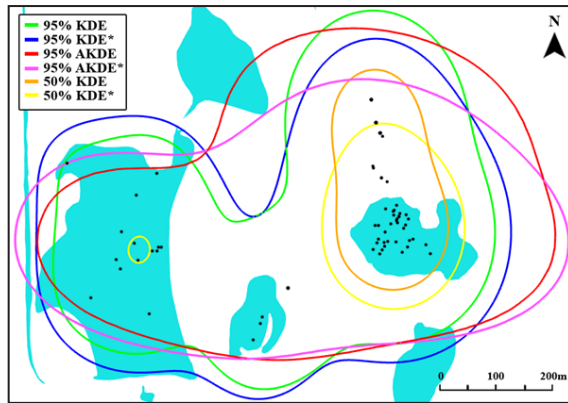 95% KDE
95% KDE*
95% AKDE
95% AKDE*
50% KDE
50% KDE*
N
0 100 200m